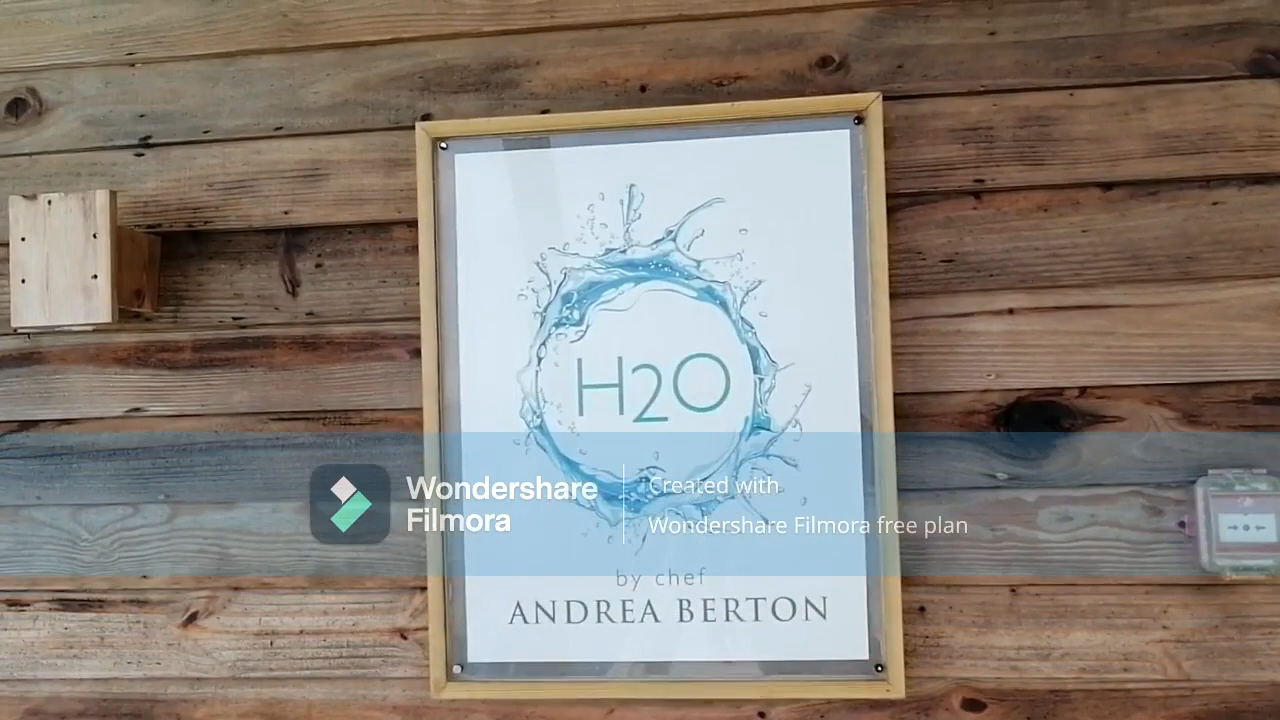 H2O
Wondershare
Filmora
Created with
Wondershare Filmora free plan
by chef
ANDREA BERTON